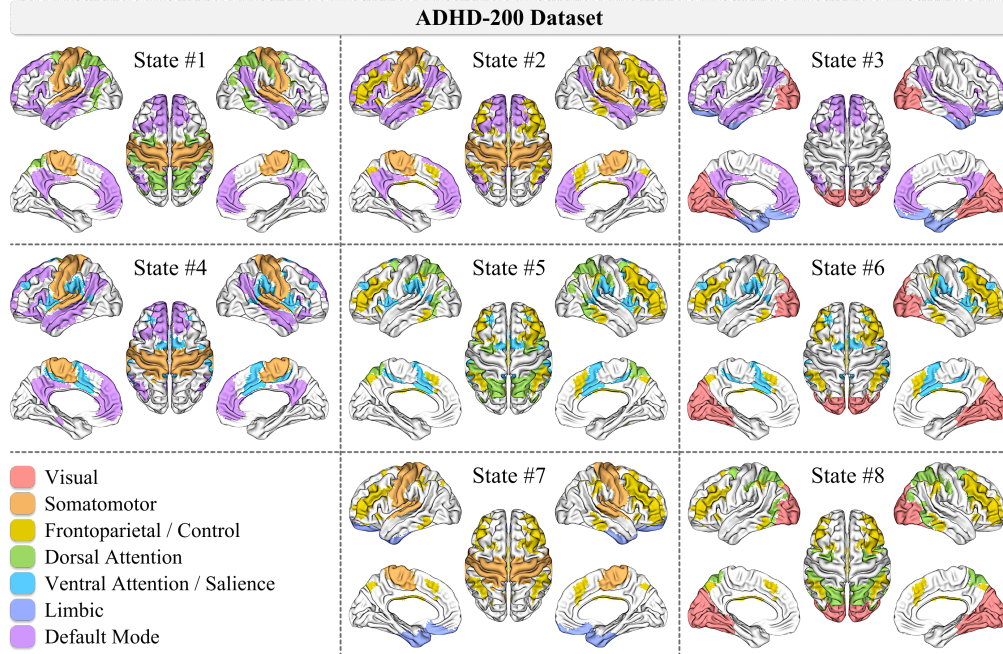 ADHD-200 Dataset
State #1
State #2
State #3
State #4
State #5
State #6
State #7
State #8
Visual
Somatomotor
Frontoparietal / Control
Dorsal Attention
Ventral Attention / Salience
Limbic
Default Mode